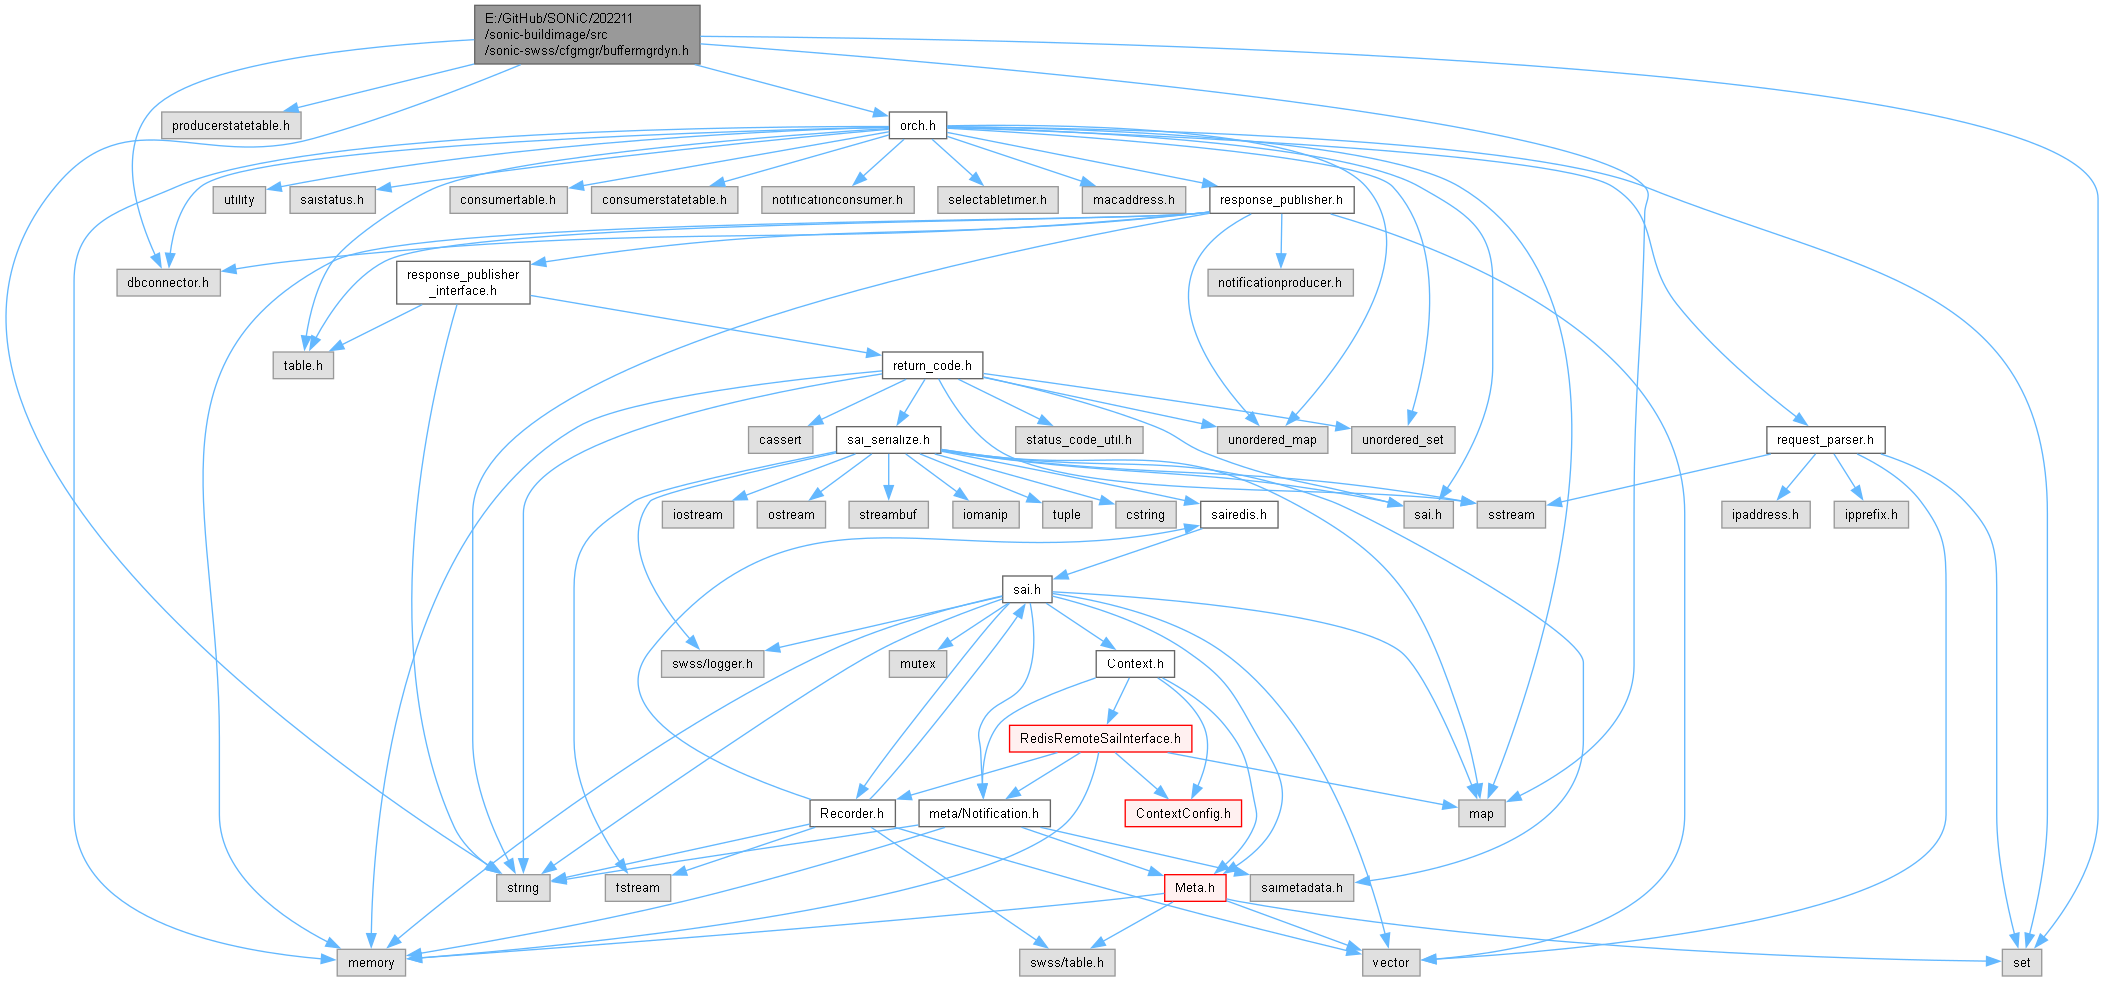 E:/GitHub/SONiC/202211
/sonic-buildimage/src
/sonic-swss/cfgmgr/buffermgrdyn.h
producerstatetable.h
orch.h
utility
saistatus.h
consumertable.h
consumerstatetable.h
notificationconsumer.h
selectabletimer.h
macaddress.h
response_publisher.h
dbconnector.h
response_publisher
_interface.h
notificationproducer.h
table.h
return_code.h
cassert
sai_serialize.h
status_code_util.h
unordered_map
unordered_set
request_parser.h
iostream
ostream
streambuf
iomanip
tuple
cstring
sairedis.h
sai.h
sstream
ipaddress.h
ipprefix.h
sai.h
swss/logger.h
mutex
Context.h
RedisRemoteSaiInterface.h
Recorder.h
meta/Notification.h
ContextConfig.h
map
string
fstream
Meta.h
saimetadata.h
memory
swss/table.h
vector
set